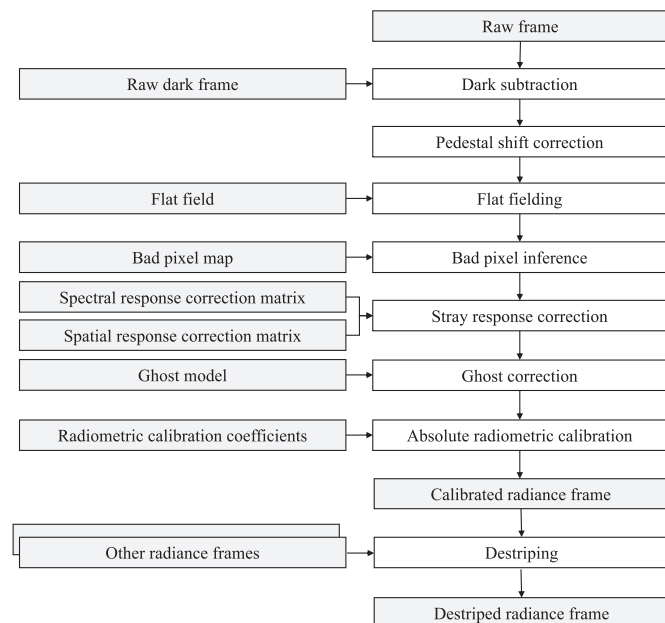 Raw frame
Raw dark frame
Dark subtraction
Pedestal shift correction
Flat field
Flat fielding
Bad pixel map
Bad pixel inference
Spectral response correction matrix
Spatial response correction matrix
Stray response correction
Ghost model
Ghost correction
Radiometric calibration coefficients
Absolute radiometric calibration
Calibrated radiance frame
Other radiance frames
Destriping
Destriped radiance frame